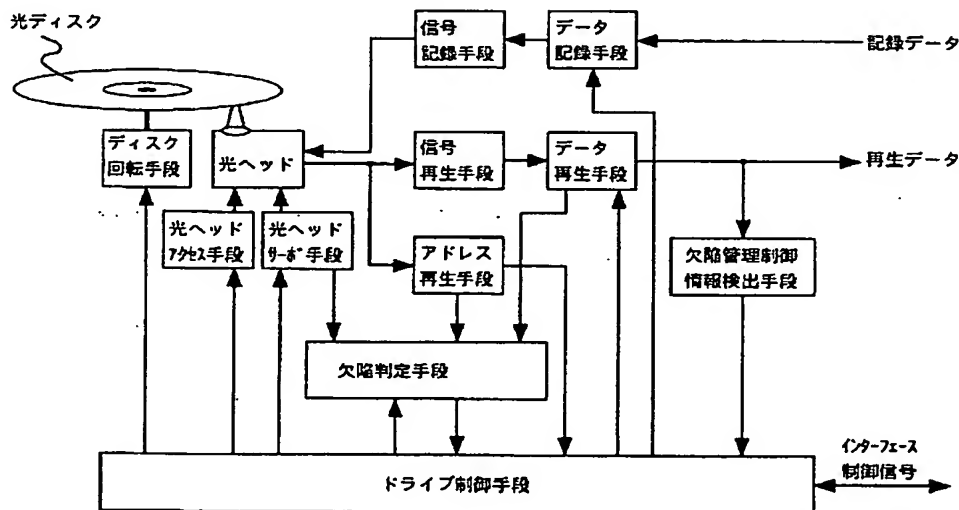 光ディスク
信号
記録手段
データ
記録手段
記録データ
ディスク
回転手段
光ヘッド
信号
再生手段
データ
再生手段
再生データ
光ヘッド
アクセス手段
光ヘッド
サーボ手段
アドレス
再生手段
欠陥管理制御
情報検出手段
欠陥判定手段
ドライブ制御手段
インターフェース
制御信号